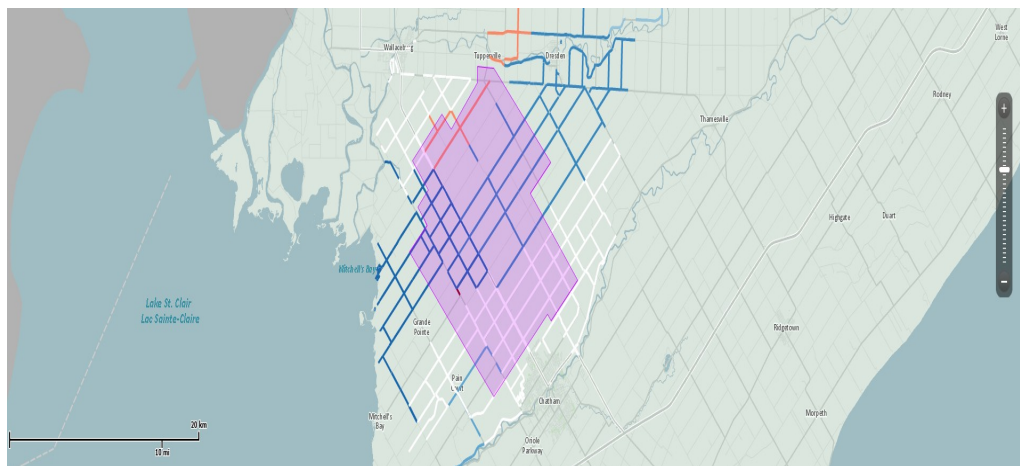 West
Lorne
Wallaceburg
Tupperville
Dresden
Rodney
Thamesville
Highgate
Duart
Mitchell's Bay
Lake St. Clair
Lac Sainte-Claire
Grande
Pointe
Ridgetown
Pain
Court
Chatham
Mitchell's
Bay
Morpeth
20 km
Oriole
Parkway
10 mi